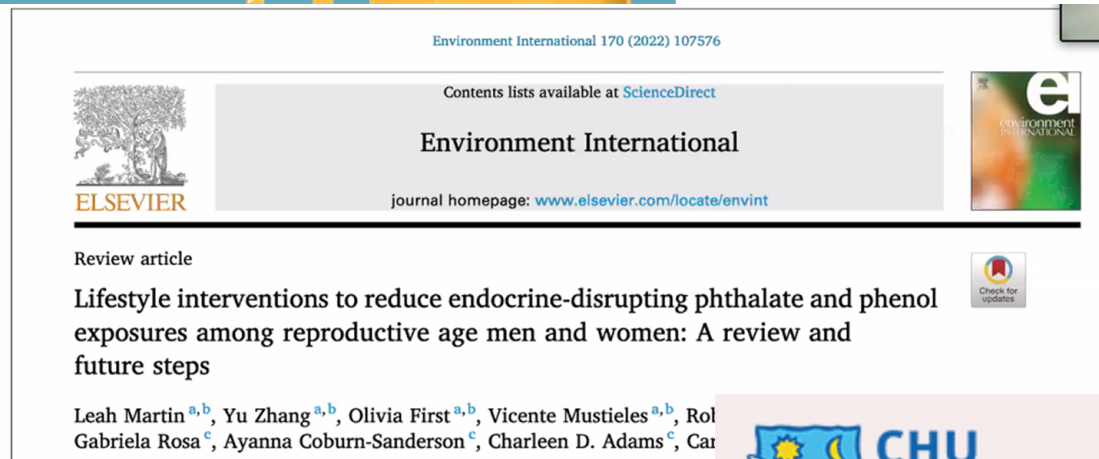 Environment International 170 (2022) 107576
Contents lists available at ScienceDirect
Environment International
journal homepage: www.elsevier.com/locate/envint
ELSEVIER
ei
environment
INTERNATIONAL
Review article
Check for
updates
Lifestyle interventions to reduce endocrine-disrupting phthalate and phenol
exposures among reproductive age men and women: A review and
future steps
Leah Martin a,b, Yu Zhang a,b, Olivia First a,b, Vicente Mustieles a,b, Rob
Gabriela Rosa c, Ayanna Coburn-Sanderson c, Charleen D. Adams c, Car
CHU